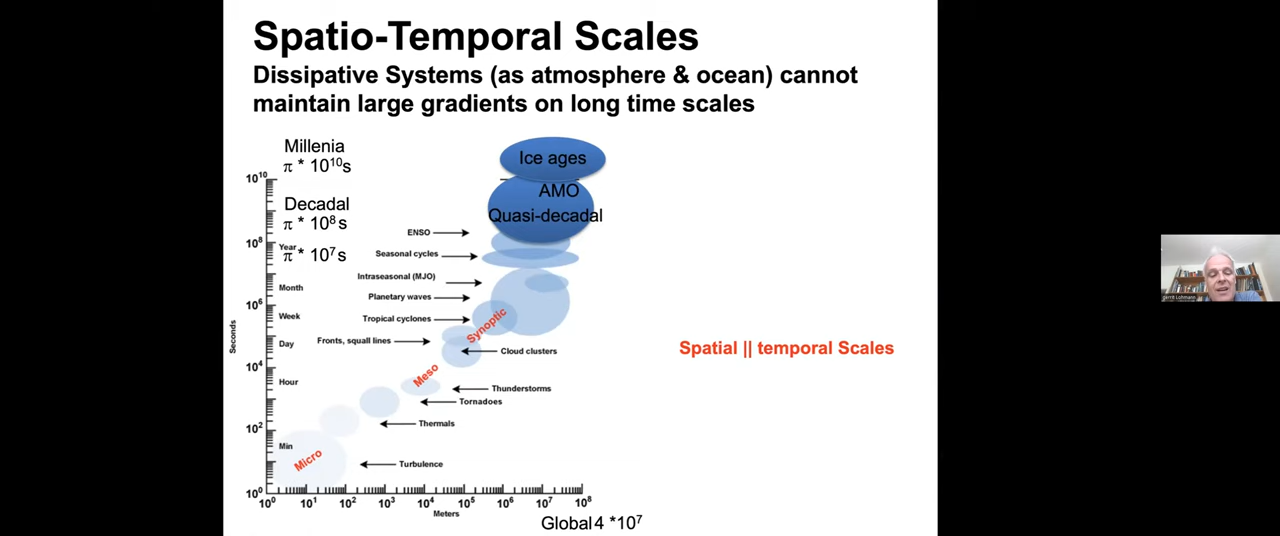 Spatio-Temporal Scales
Dissipative Systems (as atmosphere & ocean) cannot
maintain large gradients on long time scales
Millenia
π * 10¹⁰s
Ice ages
10¹⁰
AMO
Decadal
π * 10⁸ s
Quasi-decadal
ENSO
10⁸
Year
π * 10⁷ s
Seasonal cycles
Intraseasonal (MJO)
Month
Planetary waves
10⁶
Week
Tropical cyclones
Synoptic
Seconds
Day
Fronts, squall lines
Cloud clusters
Spatial || temporal Scales
10⁴
Meso
Hour
Thunderstorms
Tornadoes
10²
Thermals
Min
Micro
Turbulence
10⁰
10⁰ 10¹ 10² 10³ 10⁴ 10⁵ 10⁶ 10⁷ 10⁸
Meters
Global 4 *10⁷
gerrit Lohmann